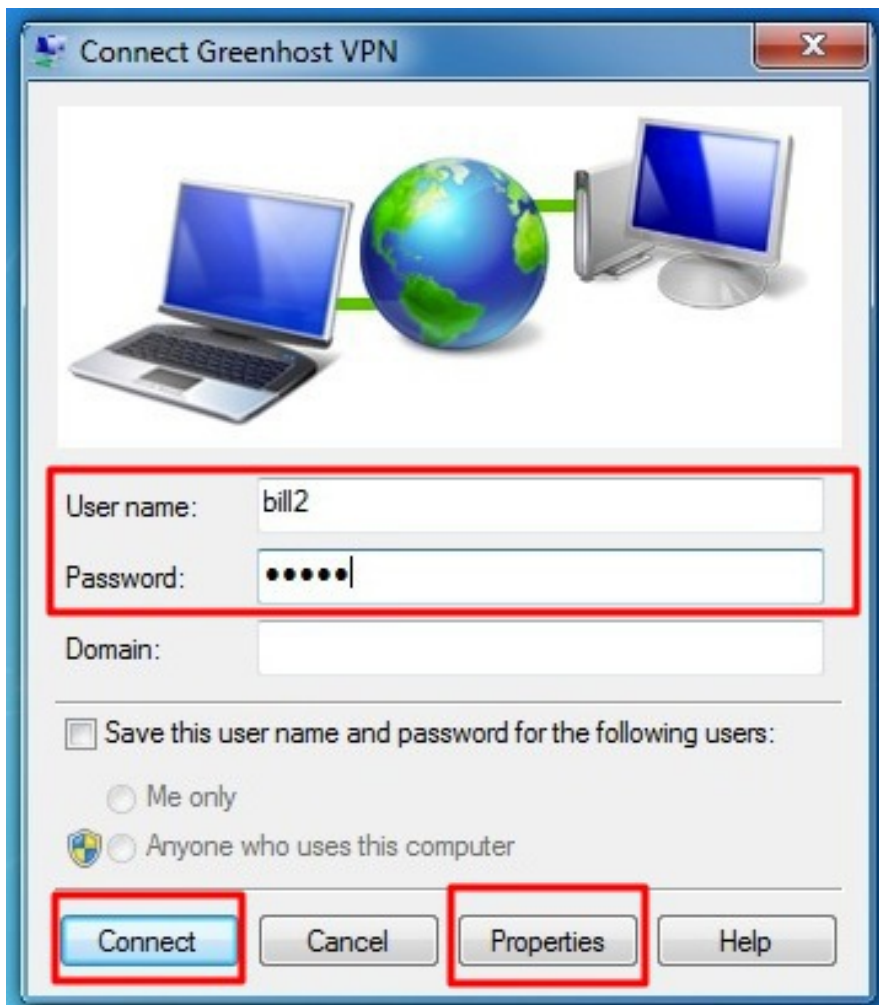 Connect Greenhost VPN
User name:
bill2
Password:
•••••
Domain:
Save this user name and password for the following users:
Me only
Anyone who uses this computer
Connect
Cancel
Properties
Help